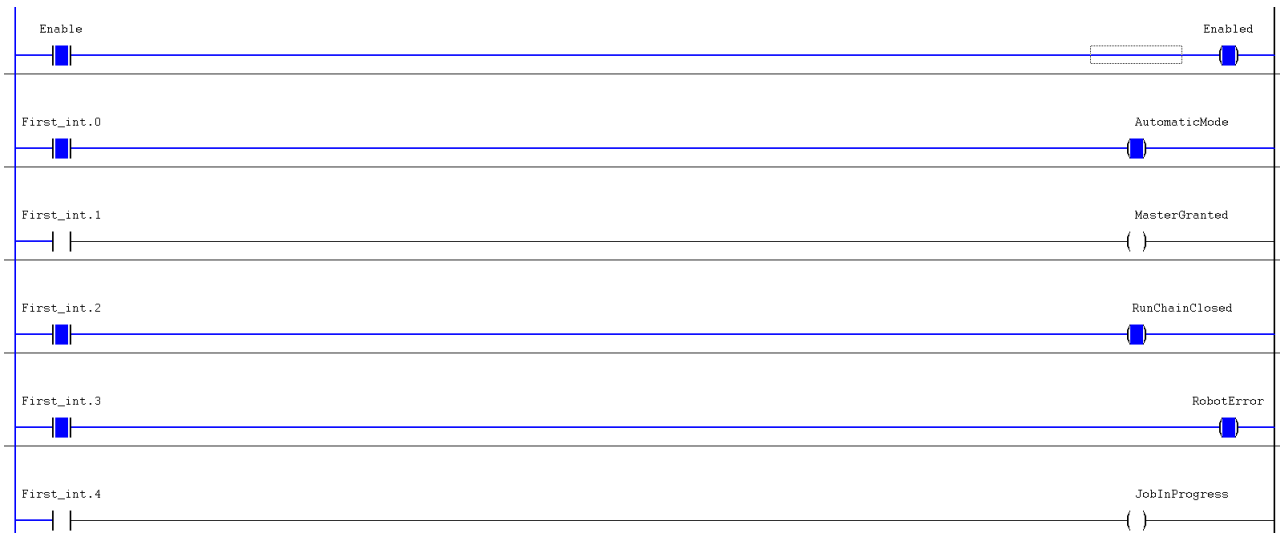 Enable Enabled
First_int.0 AutomaticMode
First_int.1 MasterGranted
First_int.2 RunChainClosed
First_int.3 RobotError
First_int.4 JobInProgress